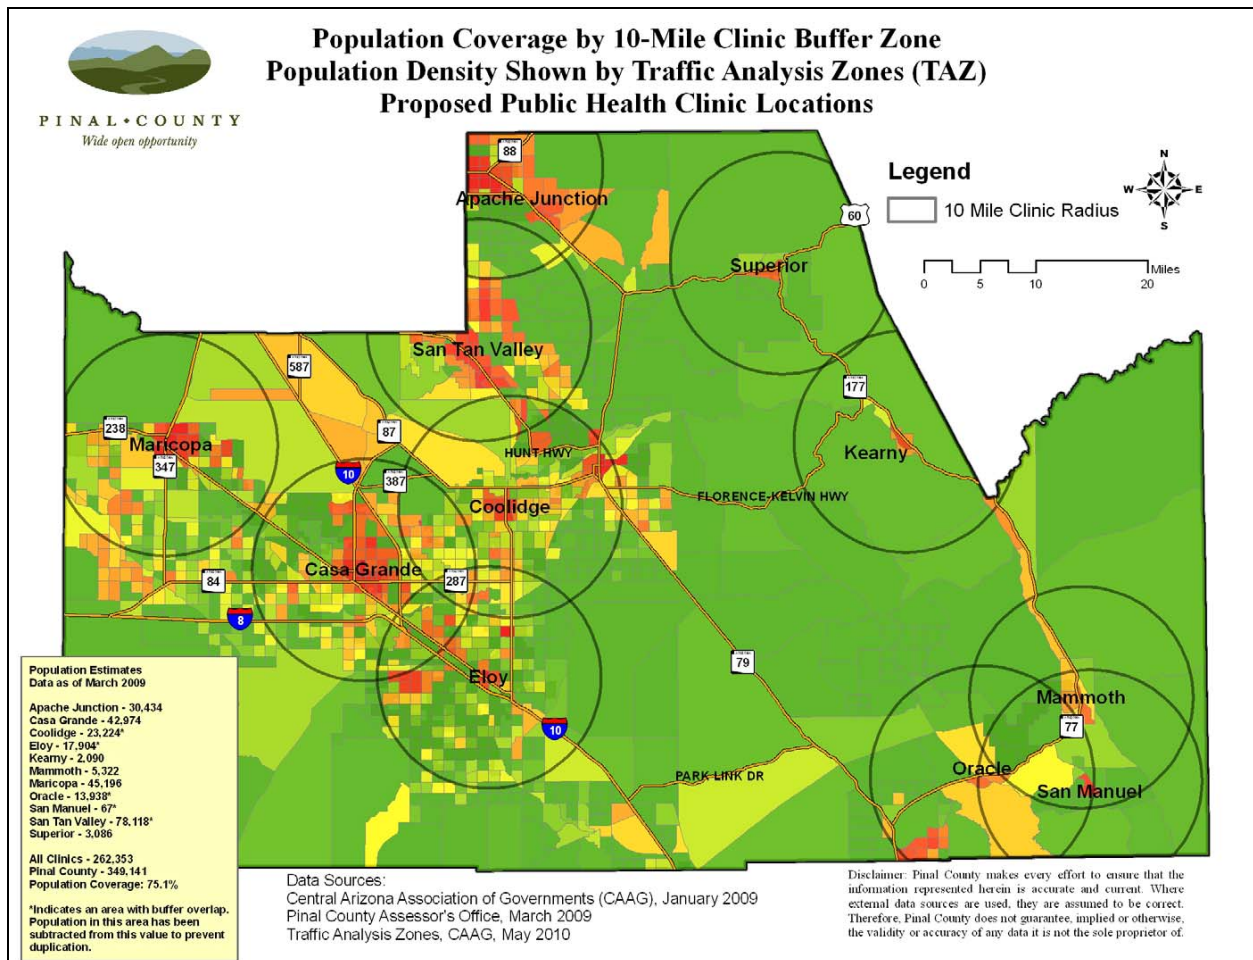 Population Coverage by 10-Mile Clinic Buffer Zone
Population Density Shown by Traffic Analysis Zones (TAZ)
Proposed Public Health Clinic Locations
PINAL • COUNTY
Wide open opportunity
Legend
10 Mile Clinic Radius
N
W
E
S
Miles
0
5
10
20
88
Apache Junction
60
Superior
San Tan Valley
587
177
238
Maricopa
347
87
10
387
HUNT HWY
Kearny
Coolidge
FLORENCE-KELVIN HWY
Casa Grande
84
287
8
Eloy
79
10
Mammoth
77
PARK LINK DR
Oracle
San Manuel
Population Estimates
Data as of March 2009
Apache Junction - 30,434
Casa Grande - 42,974
Coolidge - 23,224*
Eloy - 17,904*
Kearny - 2,090
Mammoth - 5,322
Maricopa - 45,196
Oracle - 13,938*
San Manuel - 67*
San Tan Valley - 78,118*
Superior - 3,086
All Clinics - 262,353
Pinal County - 349,141
Population Coverage: 75.1%
*Indicates an area with buffer overlap.
Population in this area has been
subtracted from this value to prevent
duplication.
Data Sources:
Central Arizona Association of Governments (CAAG), January 2009
Pinal County Assessor's Office, March 2009
Traffic Analysis Zones, CAAG, May 2010
Disclaimer: Pinal County makes every effort to ensure that the
information represented herein is accurate and current. Where
external data sources are used, they are assumed to be correct.
Therefore, Pinal County does not guarantee, implied or otherwise,
the validity or accuracy of any data it is not the sole proprietor of.